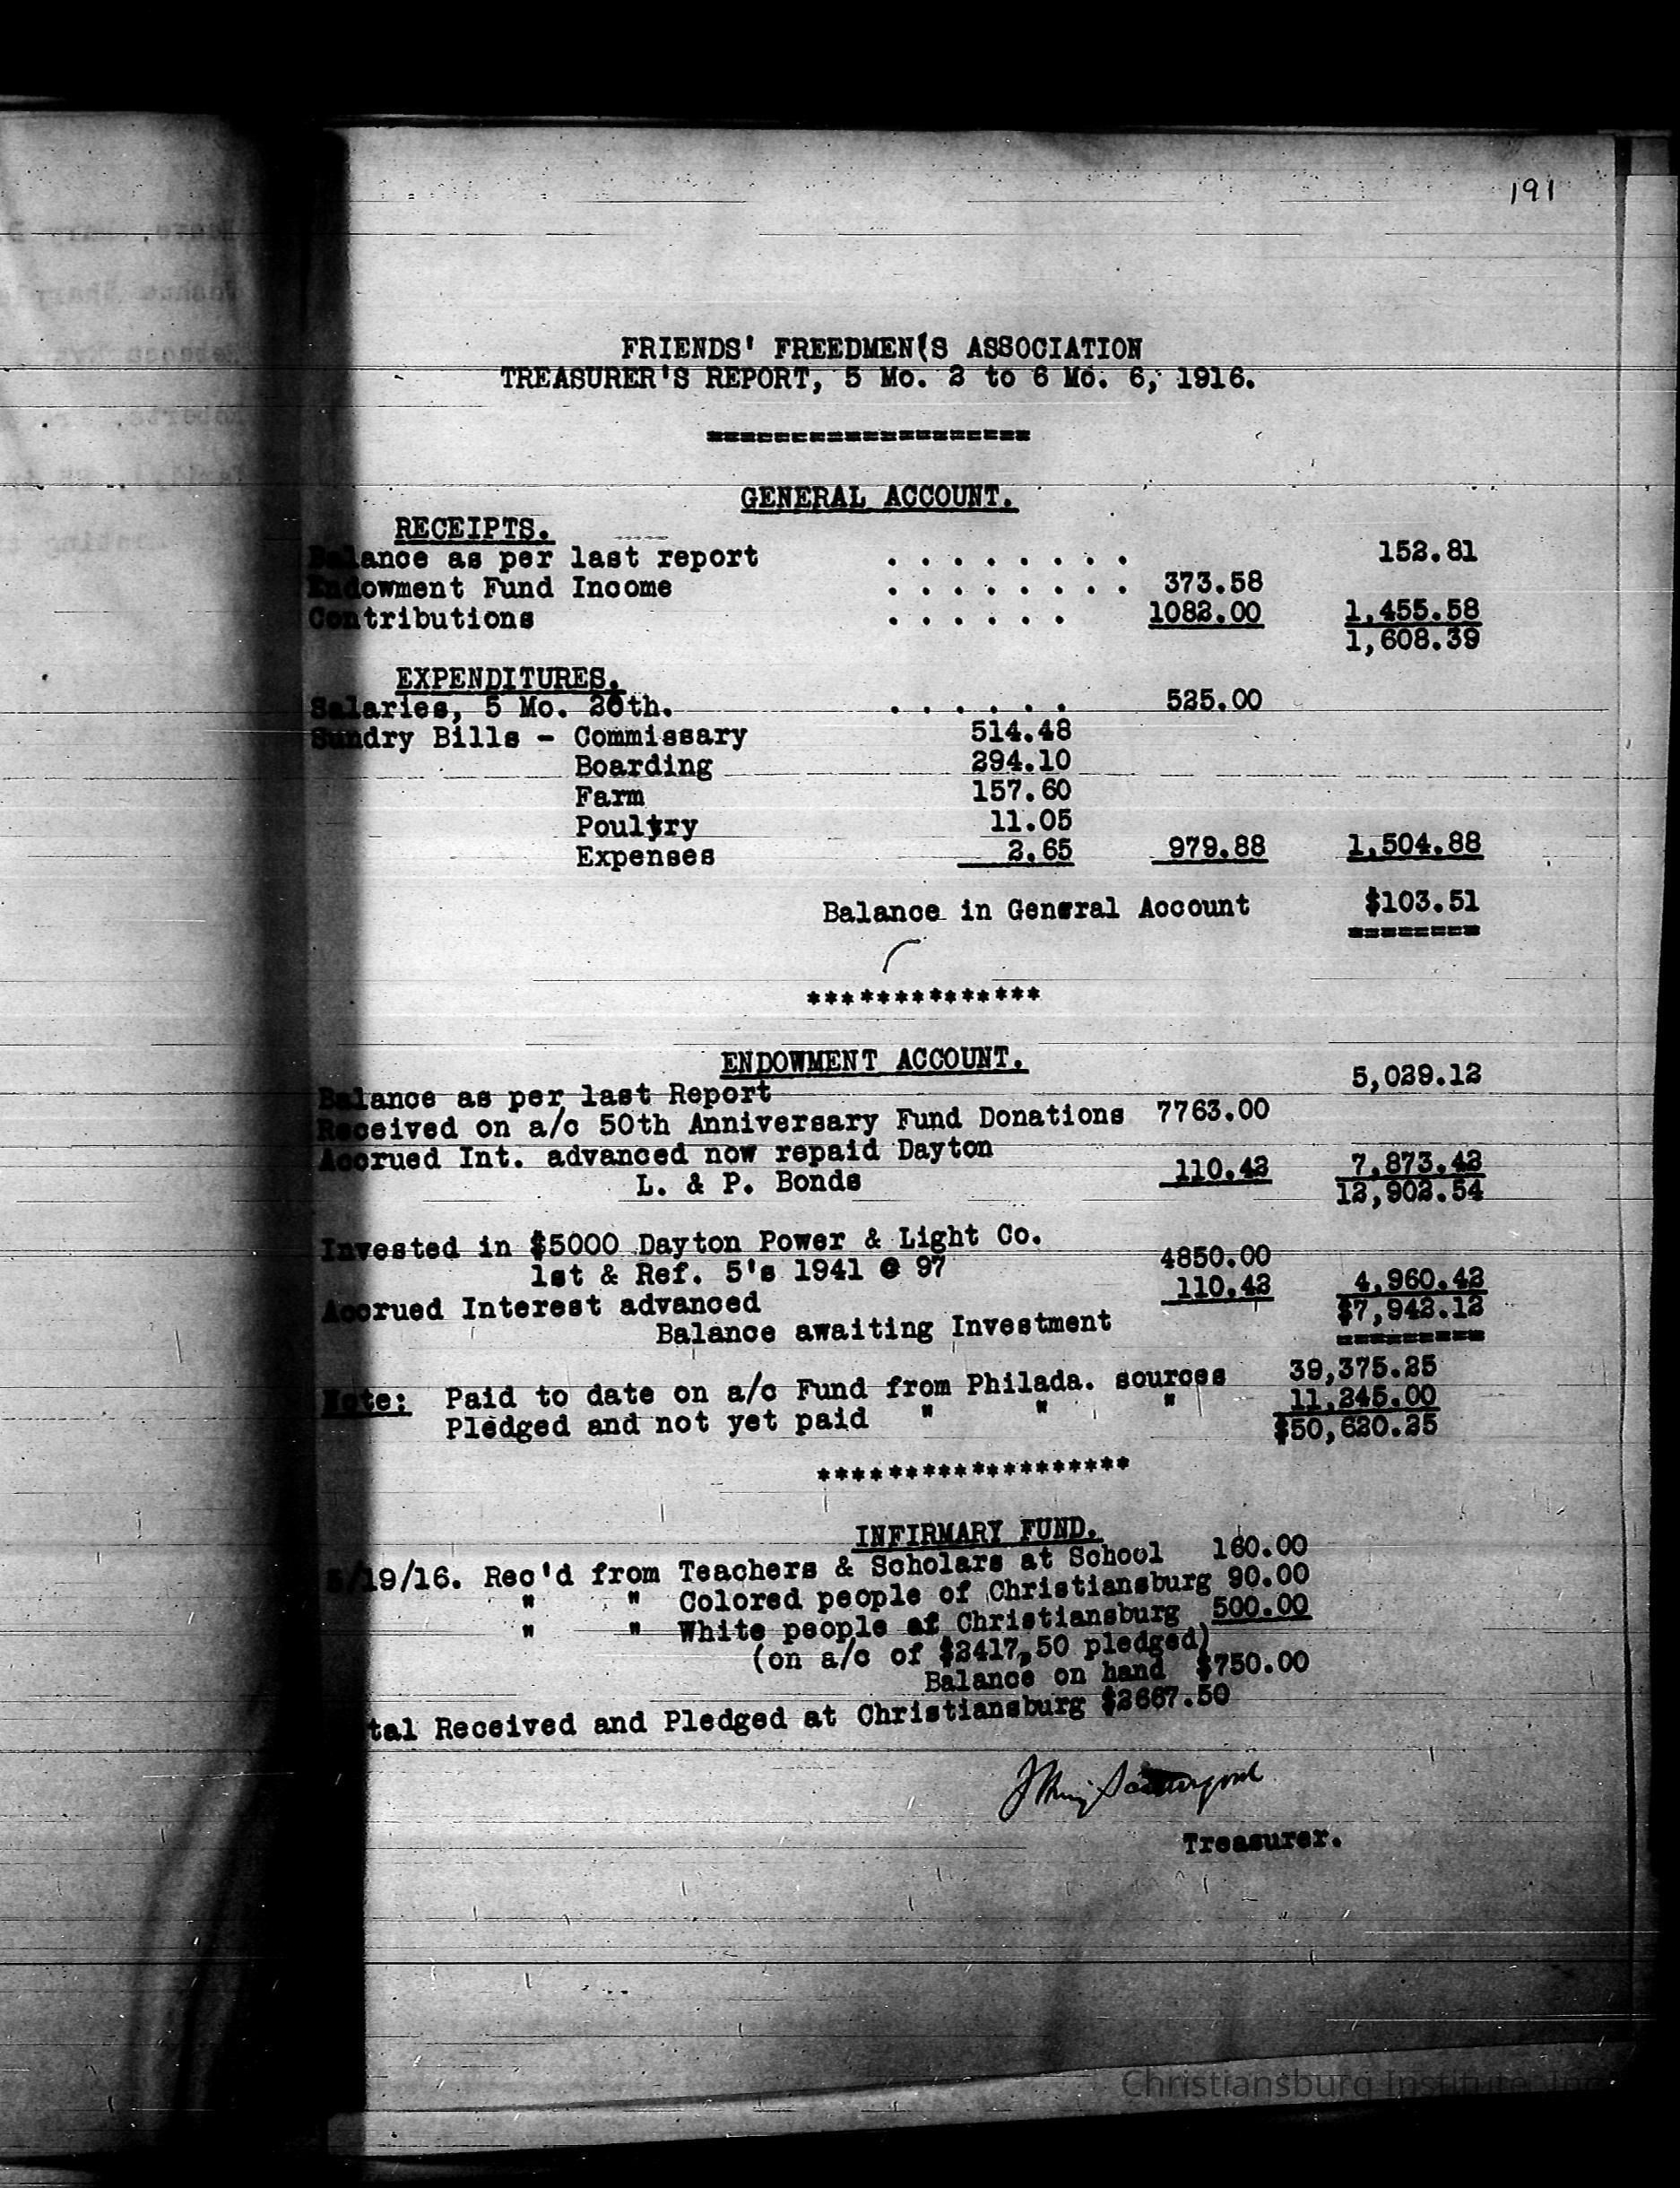 191
FRIENDS' FREEDMEN(S ASSOCIATION
TREASURER'S REPORT, 5 Mo. 2 to 6 Mo. 6, 1916.
===================
GENERAL ACCOUNT.
RECEIPTS.
Balance as per last report . . . . . . . . 152.81
Endowment Fund Income . . . . . . . . 373.58
Contributions . . . . . . 1082.00 1,455.58
1,608.39
EXPENDITURES.
Salaries, 5 Mo. 26th. . . . . . . 525.00
Sundry Bills - Commissary 514.48
Boarding 294.10
Farm 157.60
Poultry 11.05
Expenses 2.65 979.88 1,504.88
Balance in General Account $103.51
========
**************
ENDOWMENT ACCOUNT.
Balance as per last Report 5,029.12
Received on a/c 50th Anniversary Fund Donations 7763.00
Accrued Int. advanced now repaid Dayton
L. & P. Bonds 110.42 7,873.42
12,902.54
Invested in $5000 Dayton Power & Light Co.
1st & Ref. 5's 1941 @ 97 4850.00
Accrued Interest advanced 110.42 4,960.42
Balance awaiting Investment $7,942.12
=========
Note: Paid to date on a/c Fund from Philada. sources 39,375.25
Pledged and not yet paid " " " 11,245.00
$50,620.25
*******************
INFIRMARY FUND.
5/19/16. Rec'd from Teachers & Scholars at School 160.00
" " Colored people of Christiansburg 90.00
" " White people of Christiansburg 500.00
(on a/c of $2417,50 pledged)
Balance on hand $750.00
tal Received and Pledged at Christiansburg $2667.50
Treasurer.
Christiansburg Institute, Inc